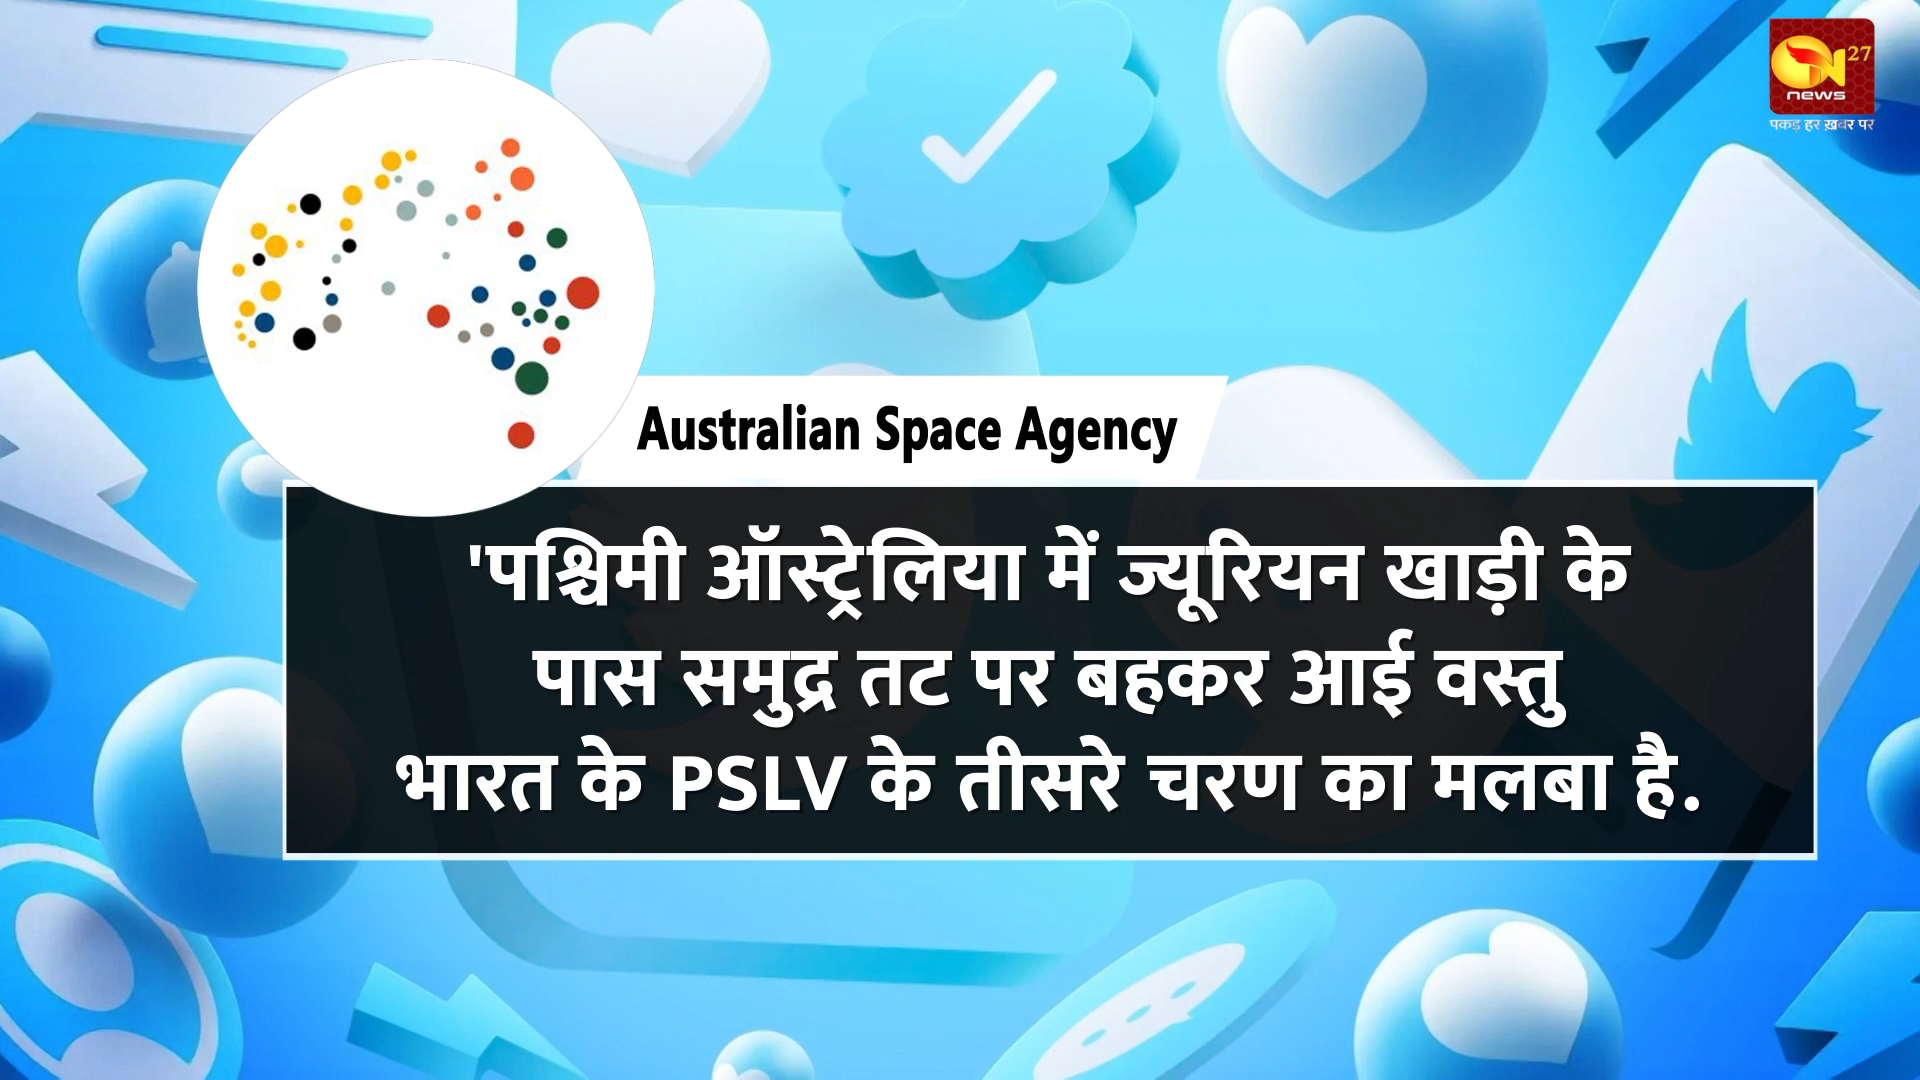 27
news
पकड़ हर ख़बर पर
Australian Space Agency
'पश्चिमी ऑस्ट्रेलिया में ज्यूरियन खाड़ी के
पास समुद्र तट पर बहकर आई वस्तु
भारत के PSLV के तीसरे चरण का मलबा है.